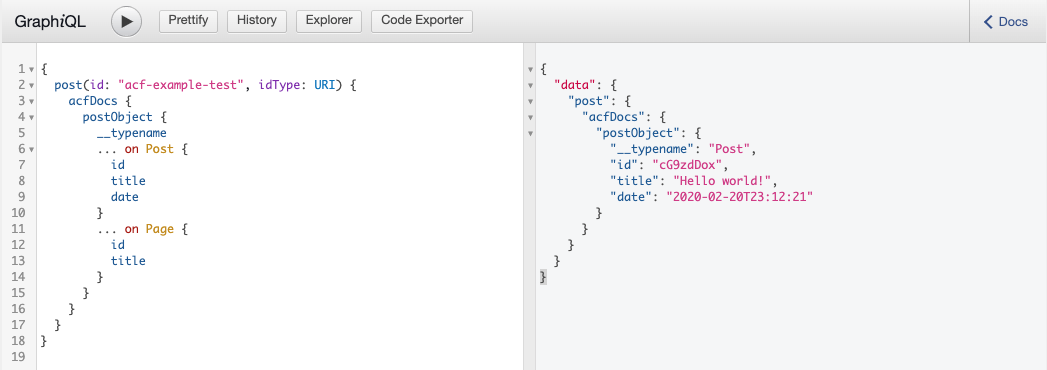 GraphiQL Prettify History Explorer Code Exporter Docs
1 {
2 post(id: "acf-example-test", idType: URI) {
3 acfDocs {
4 postObject {
5 __typename
6 ... on Post {
7 id
8 title
9 date
10 }
11 ... on Page {
12 id
13 title
14 }
15 }
16 }
17 }
18 }
19
{
"data": {
"post": {
"acfDocs": {
"postObject": {
"__typename": "Post",
"id": "cG9zdDox",
"title": "Hello world!",
"date": "2020-02-20T23:12:21"
}
}
}
}
}